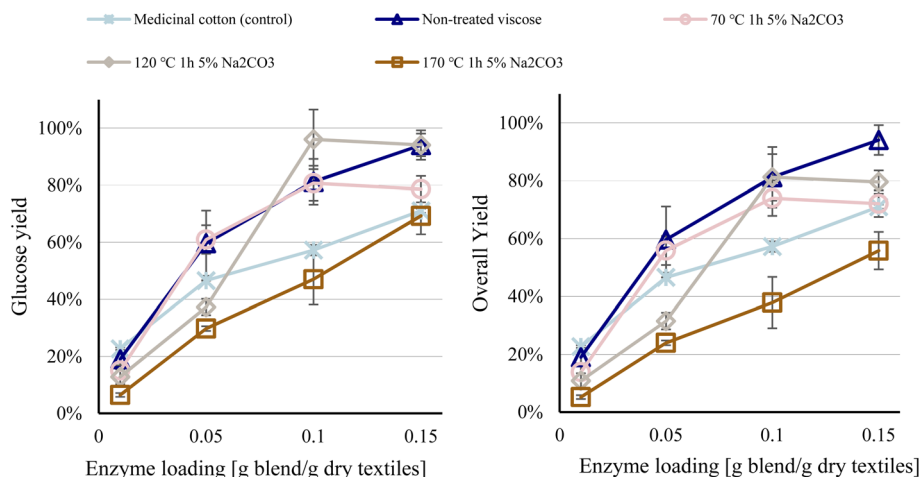 Medicinal cotton (control)
Non-treated viscose
70 ℃ 1h 5% Na2CO3
120 ℃ 1h 5% Na2CO3
170 ℃ 1h 5% Na2CO3
Glucose yield
100%
80%
60%
40%
20%
0%
0
0.05
0.1
0.15
Enzyme loading [g blend/g dry textiles]
Overall Yield
100%
80%
60%
40%
20%
0%
0
0.05
0.1
0.15
Enzyme loading [g blend/g dry textiles]